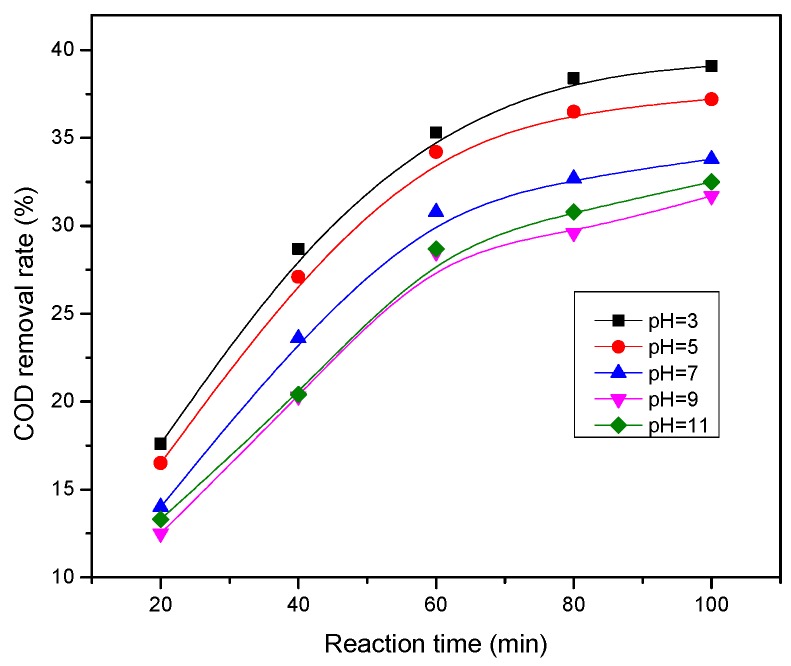 40
35
30
25
20
15
10
COD removal rate (%)
pH=3
pH=5
pH=7
pH=9
pH=11
20 40 60 80 100
Reaction time (min)